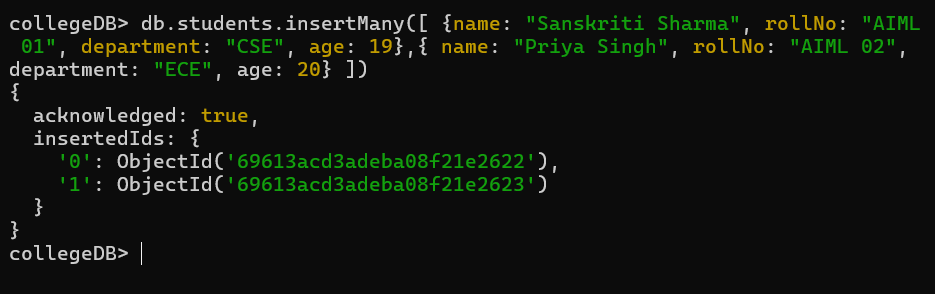 collegeDB> db.students.insertMany([ {name: "Sanskriti Sharma", rollNo: "AIML
 01", department: "CSE", age: 19},{ name: "Priya Singh", rollNo: "AIML 02",
department: "ECE", age: 20} ])
{
  acknowledged: true,
  insertedIds: {
    '0': ObjectId('69613acd3adeba08f21e2622'),
    '1': ObjectId('69613acd3adeba08f21e2623')
  }
}
collegeDB>